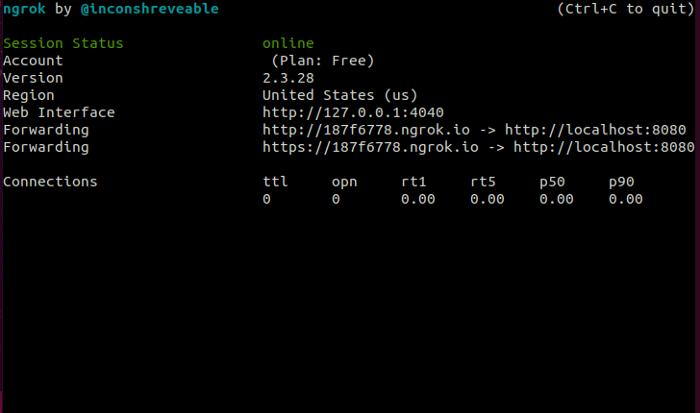 ngrok by @inconshreveable (Ctrl+C to quit)
Session Status online
Account (Plan: Free)
Version 2.3.28
Region United States (us)
Web Interface http://127.0.0.1:4040
Forwarding http://187f6778.ngrok.io -> http://localhost:8080
Forwarding https://187f6778.ngrok.io -> http://localhost:8080
Connections ttl opn rt1 rt5 p50 p90
0 0 0.00 0.00 0.00 0.00